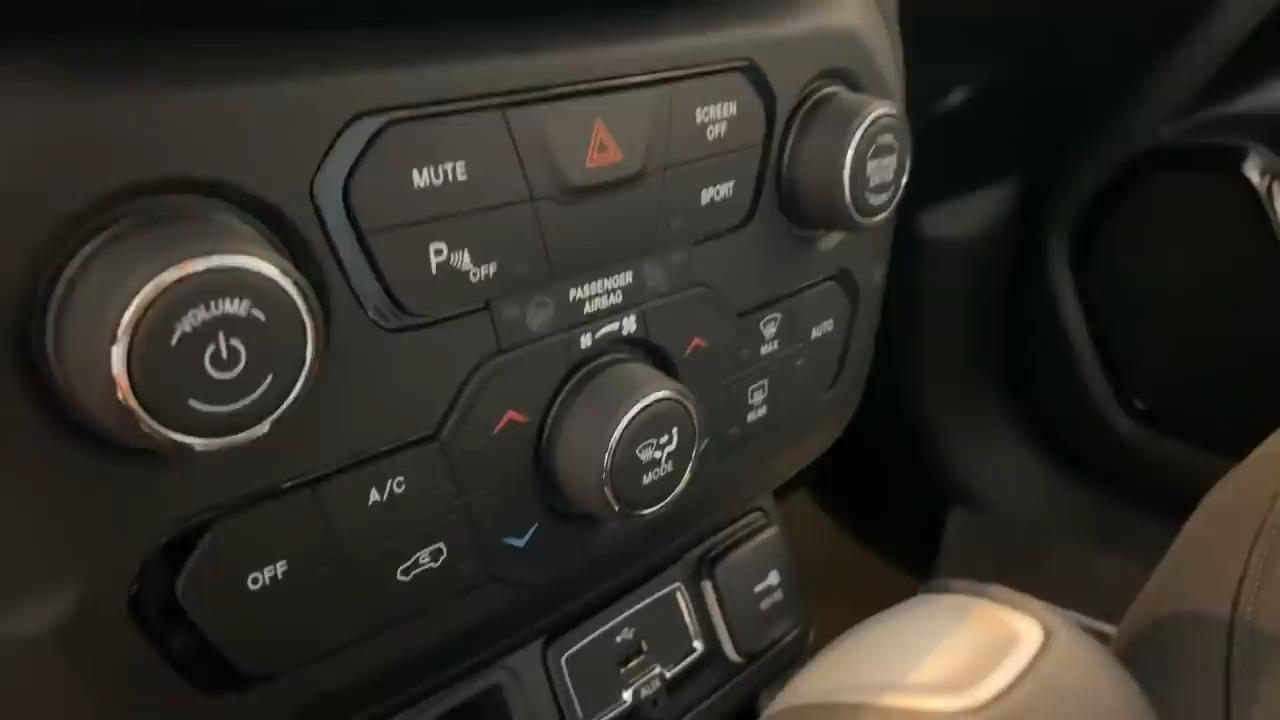 MUTE
SCREEN
OFF
SPORT
P
OFF
PASSENGER
AIRBAG
VOLUME
MAX
AUTO
REAR
MODE
A/C
OFF
AUX